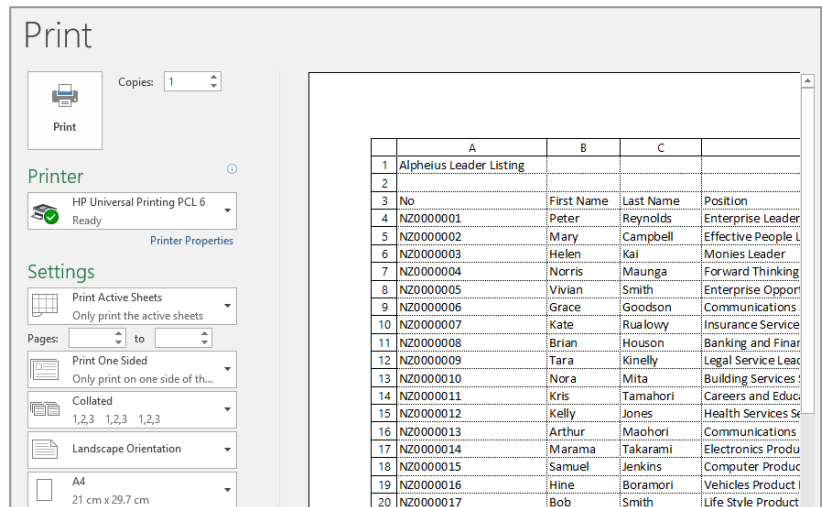 Print
Copies: 1
Print
Printer
HP Universal Printing PCL 6
Ready
Printer Properties
Settings
Print Active Sheets
Only print the active sheets
Pages: to
Print One Sided
Only print on one side of th...
Collated
1,2,3 1,2,3 1,2,3
Landscape Orientation
A4
21 cm x 29.7 cm
A B C
1 Alpheius Leader Listing
2
3 No First Name Last Name Position
4 NZ0000001 Peter Reynolds Enterprise Leader
5 NZ0000002 Mary Campbell Effective People L
6 NZ0000003 Helen Kai Monies Leader
7 NZ0000004 Norris Maunga Forward Thinking
8 NZ0000005 Vivian Smith Enterprise Oppor
9 NZ0000006 Grace Goodson Communications
10 NZ0000007 Kate Rualowy Insurance Service
11 NZ0000008 Brian Houson Banking and Finar
12 NZ0000009 Tara Kinelly Legal Service Leac
13 NZ0000010 Nora Mita Building Services
14 NZ0000011 Kris Tamahori Careers and Educ
15 NZ0000012 Kelly Jones Health Services Se
16 NZ0000013 Arthur Maohori Communications
17 NZ0000014 Marama Takarami Electronics Produ
18 NZ0000015 Samuel Jenkins Computer Produc
19 NZ0000016 Hine Boramori Vehicles Product
20 NZ0000017 Bob Smith Life Style Product